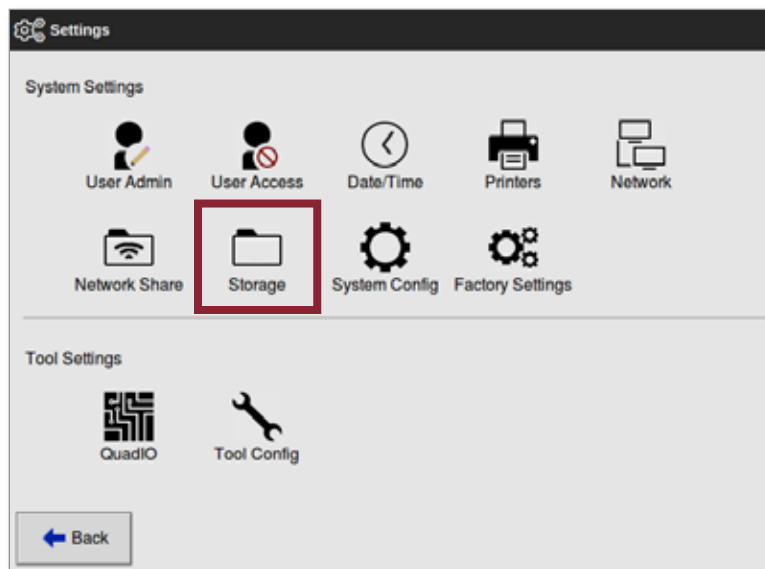 Settings
System Settings
User Admin User Access Date/Time Printers Network
Network Share Storage System Config Factory Settings
Tool Settings
QuadIO Tool Config
Back